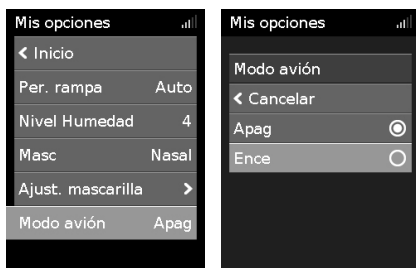 Mis opciones
Inicio
Per. rampa Auto
Nivel Humedad 4
Masc Nasal
Ajust. mascarilla
Modo avión Apag
Mis opciones
Modo avión
Cancelar
Apag
Ence